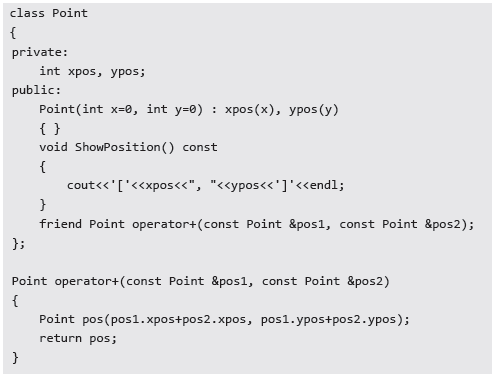 class Point
{
private:
    int xpos, ypos;
public:
    Point(int x=0, int y=0) : xpos(x), ypos(y)
    { }
    void ShowPosition() const
    {
        cout<<'['<<xpos<<", "<<ypos<<']'<<endl;
    }
    friend Point operator+(const Point &pos1, const Point &pos2);
};

Point operator+(const Point &pos1, const Point &pos2)
{
    Point pos(pos1.xpos+pos2.xpos, pos1.ypos+pos2.ypos);
    return pos;
}